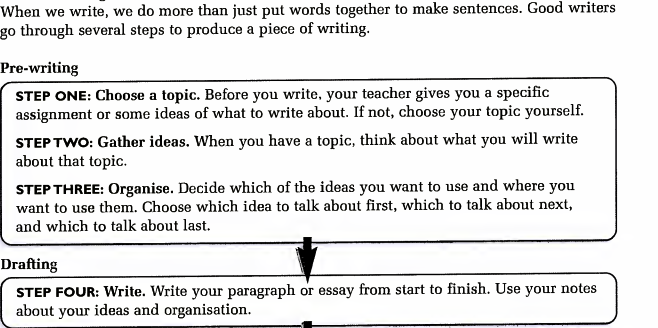 When we write, we do more than just put words together to make sentences. Good writers
go through several steps to produce a piece of writing.
Pre-writing
STEP ONE: Choose a topic. Before you write, your teacher gives you a specific
assignment or some ideas of what to write about. If not, choose your topic yourself.
STEP TWO: Gather ideas. When you have a topic, think about what you will write
about that topic.
STEP THREE: Organise. Decide which of the ideas you want to use and where you
want to use them. Choose which idea to talk about first, which to talk about next,
and which to talk about last.
Drafting
STEP FOUR: Write. Write your paragraph or essay from start to finish. Use your notes
about your ideas and organisation.